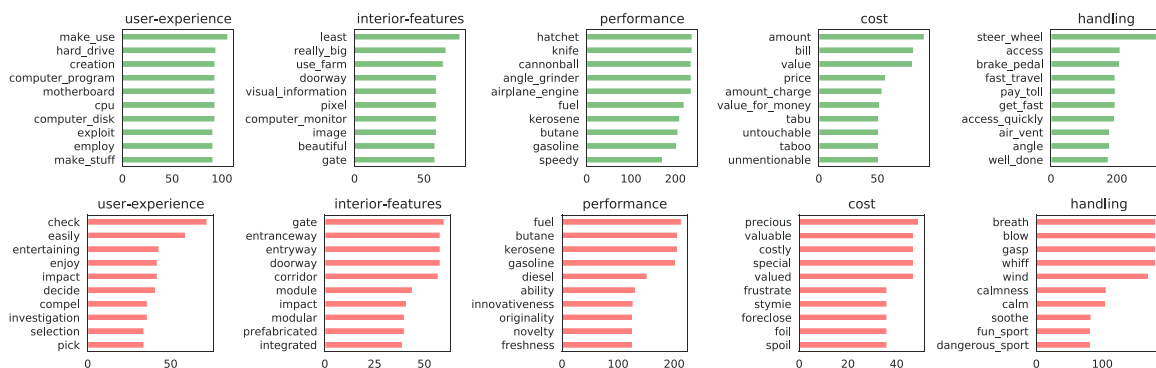 user-experience
make_use
hard_drive
creation
computer_program
motherboard
cpu
computer_disk
exploit
employ
make_stuff
0 50 100
interior-features
least
really_big
use_farm
doorway
visual_information
pixel
computer_monitor
image
beautiful
gate
0 50
performance
hatchet
knife
cannonball
angle_grinder
airplane_engine
fuel
kerosene
butane
gasoline
speedy
0 100 200
cost
amount
bill
value
price
amount_charge
value_for_money
tabu
untouchable
taboo
unmentionable
0 50
handling
steer_wheel
access
brake_pedal
fast_travel
pay_toll
get_fast
access_quickly
air_vent
angle
well_done
0 100 200 300
user-experience
check
easily
entertaining
enjoy
impact
decide
compel
investigation
selection
pick
0 50
interior-features
gate
entranceway
entryway
doorway
corridor
module
impact
modular
prefabricated
integrated
0 25 50
performance
fuel
butane
kerosene
gasoline
diesel
ability
innovativeness
originality
novelty
freshness
0 100 200
cost
precious
valuable
costly
special
valued
frustrate
stymie
foreclose
foil
spoil
0 20 40
handling
breath
blow
gasp
whiff
wind
calmness
calm
soothe
fun_sport
dangerous_sport
0 100